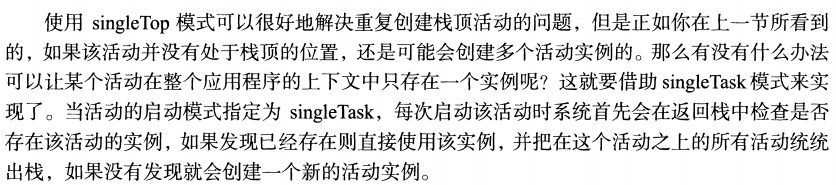 使用 singleTop 模式可以很好地解决重复创建栈顶活动的问题，但是正如你在上一节所看到
的，如果该活动并没有处于栈顶的位置，还是可能会创建多个活动实例的。那么有没有什么办法
可以让某个活动在整个应用程序的上下文中只存在一个实例呢？这就要借助 singleTask 模式来实
现了。当活动的启动模式指定为 singleTask，每次启动该活动时系统首先会在返回栈中检查是否
存在该活动的实例，如果发现已经存在则直接使用该实例，并把在这个活动之上的所有活动统统
出栈，如果没有发现就会创建一个新的活动实例。